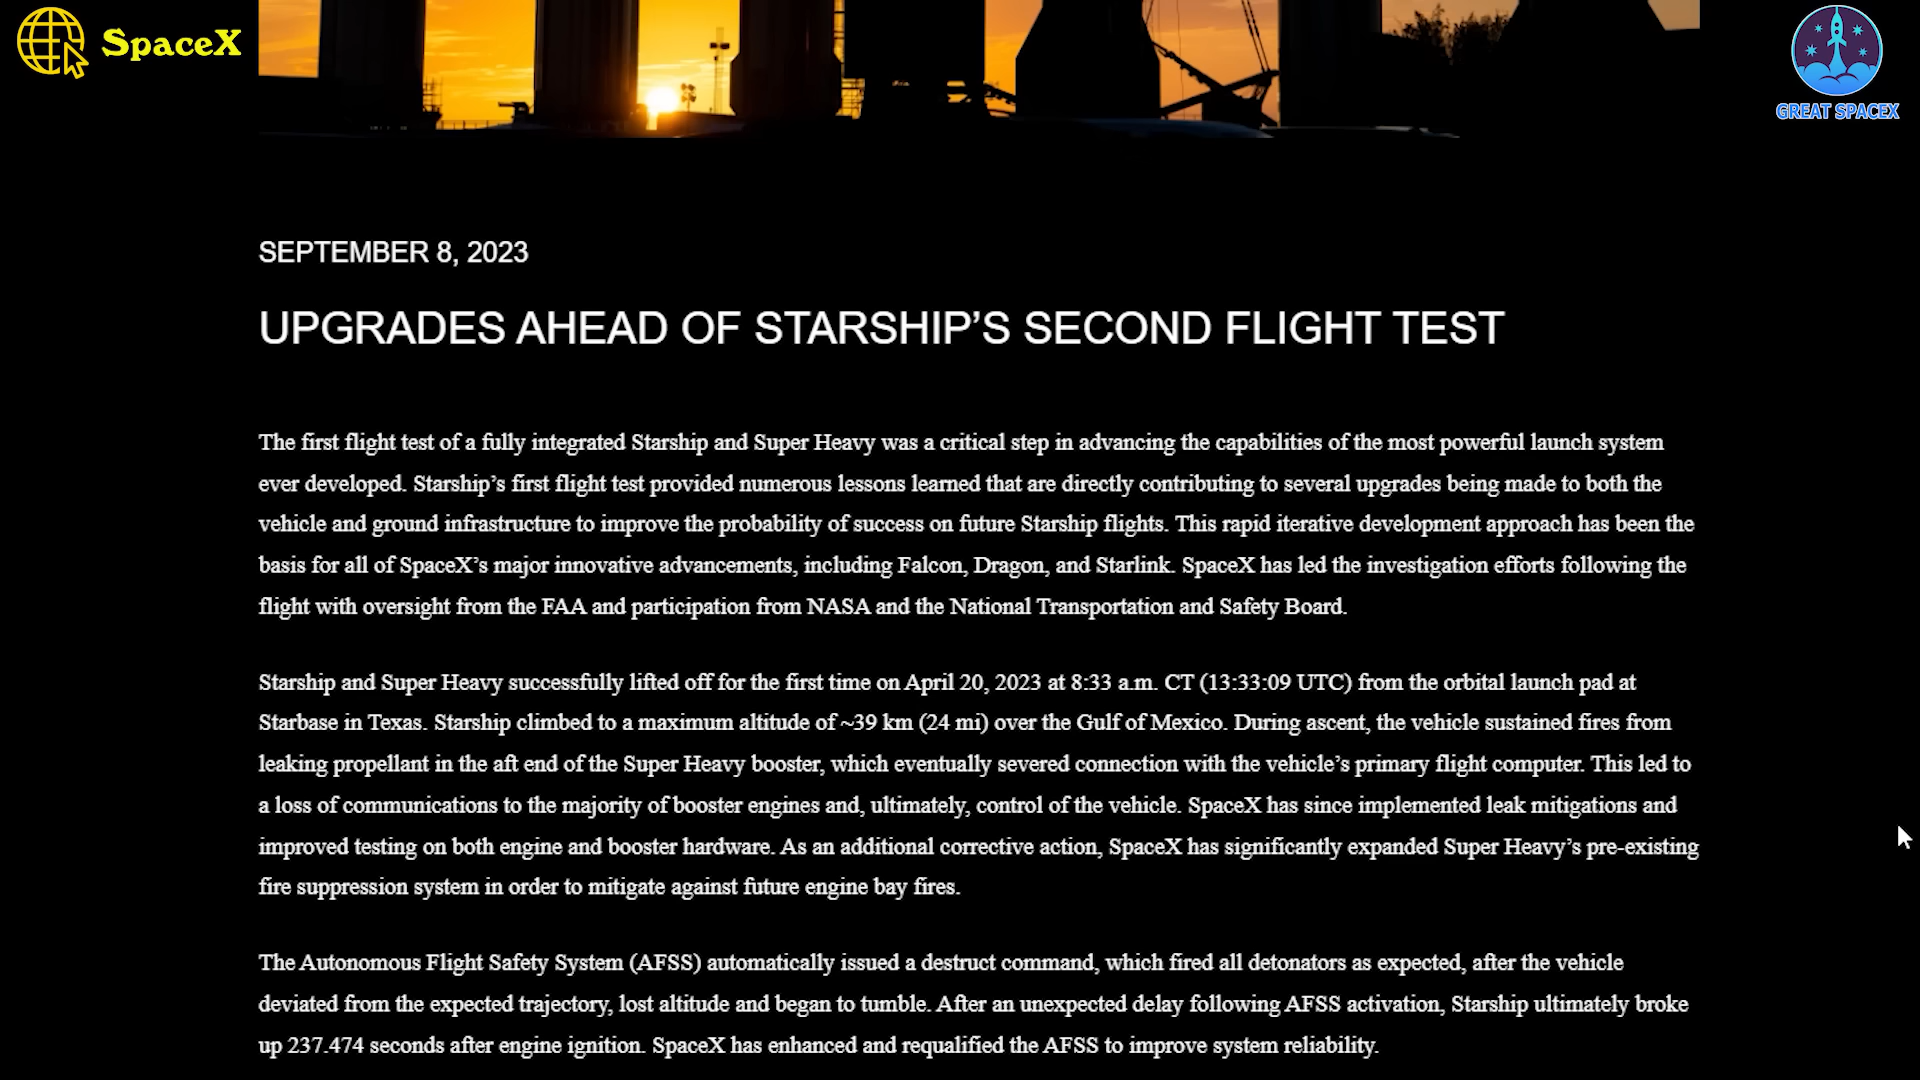 SpaceX
GREAT SPACEX
SEPTEMBER 8, 2023
UPGRADES AHEAD OF STARSHIP’S SECOND FLIGHT TEST
The first flight test of a fully integrated Starship and Super Heavy was a critical step in advancing the capabilities of the most powerful launch system
ever developed. Starship’s first flight test provided numerous lessons learned that are directly contributing to several upgrades being made to both the
vehicle and ground infrastructure to improve the probability of success on future Starship flights. This rapid iterative development approach has been the
basis for all of SpaceX’s major innovative advancements, including Falcon, Dragon, and Starlink. SpaceX has led the investigation efforts following the
flight with oversight from the FAA and participation from NASA and the National Transportation and Safety Board.
Starship and Super Heavy successfully lifted off for the first time on April 20, 2023 at 8:33 a.m. CT (13:33:09 UTC) from the orbital launch pad at
Starbase in Texas. Starship climbed to a maximum altitude of ~39 km (24 mi) over the Gulf of Mexico. During ascent, the vehicle sustained fires from
leaking propellant in the aft end of the Super Heavy booster, which eventually severed connection with the vehicle’s primary flight computer. This led to
a loss of communications to the majority of booster engines and, ultimately, control of the vehicle. SpaceX has since implemented leak mitigations and
improved testing on both engine and booster hardware. As an additional corrective action, SpaceX has significantly expanded Super Heavy’s pre-existing
fire suppression system in order to mitigate against future engine bay fires.
The Autonomous Flight Safety System (AFSS) automatically issued a destruct command, which fired all detonators as expected, after the vehicle
deviated from the expected trajectory, lost altitude and began to tumble. After an unexpected delay following AFSS activation, Starship ultimately broke
up 237.474 seconds after engine ignition. SpaceX has enhanced and requalified the AFSS to improve system reliability.